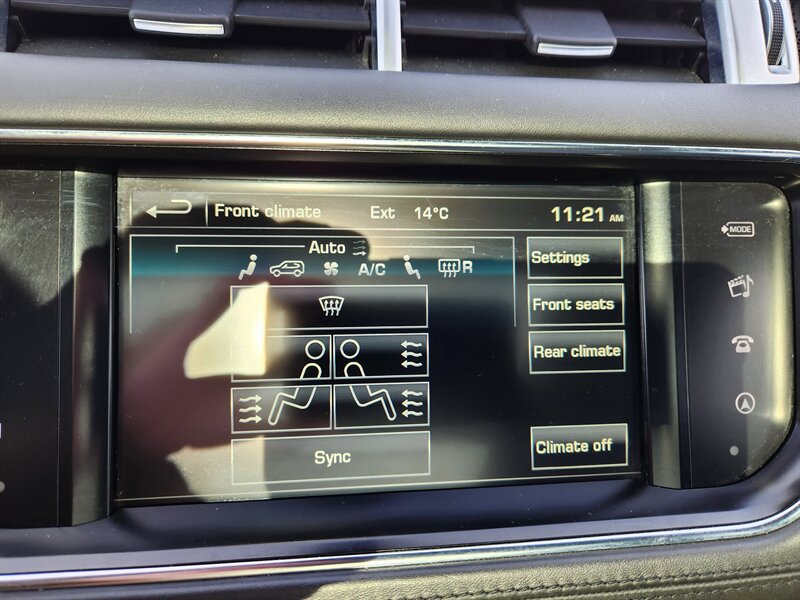 Front climate Ext 14°C 11:21 AM
MODE
Auto
A/C R
Settings
Front seats
Rear climate
Sync
Climate off